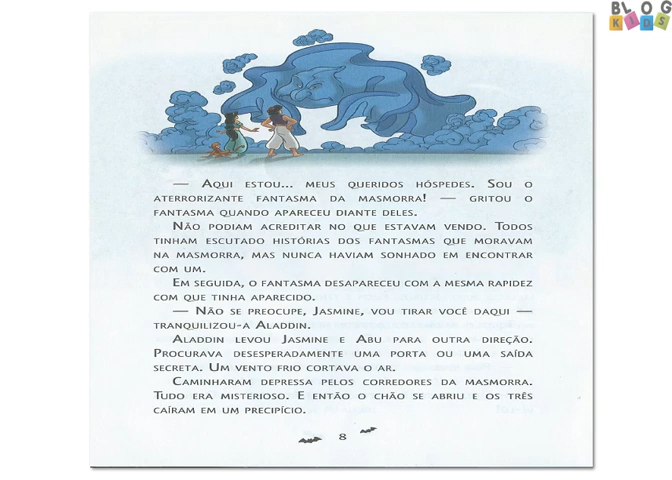 BLOG
KIDS
— Aqui estou... meus queridos hóspedes. Sou o
aterrorizante fantasma da masmorra! — gritou o
fantasma quando apareceu diante deles.
Não podiam acreditar no que estavam vendo. Todos
tinham escutado histórias dos fantasmas que moravam
na masmorra, mas nunca haviam sonhado em encontrar
com um.
Em seguida, o fantasma desapareceu com a mesma rapidez
com que tinha aparecido.
— Não se preocupe, Jasmine, vou tirar você daqui —
tranquilizou-a Aladdin.
Aladdin levou Jasmine e Abu para outra direção.
Procurava desesperadamente uma porta ou uma saída
secreta. Um vento frio cortava o ar.
Caminharam depressa pelos corredores da masmorra.
Tudo era misterioso. E então o chão se abriu e os três
caíram em um precipício.
8